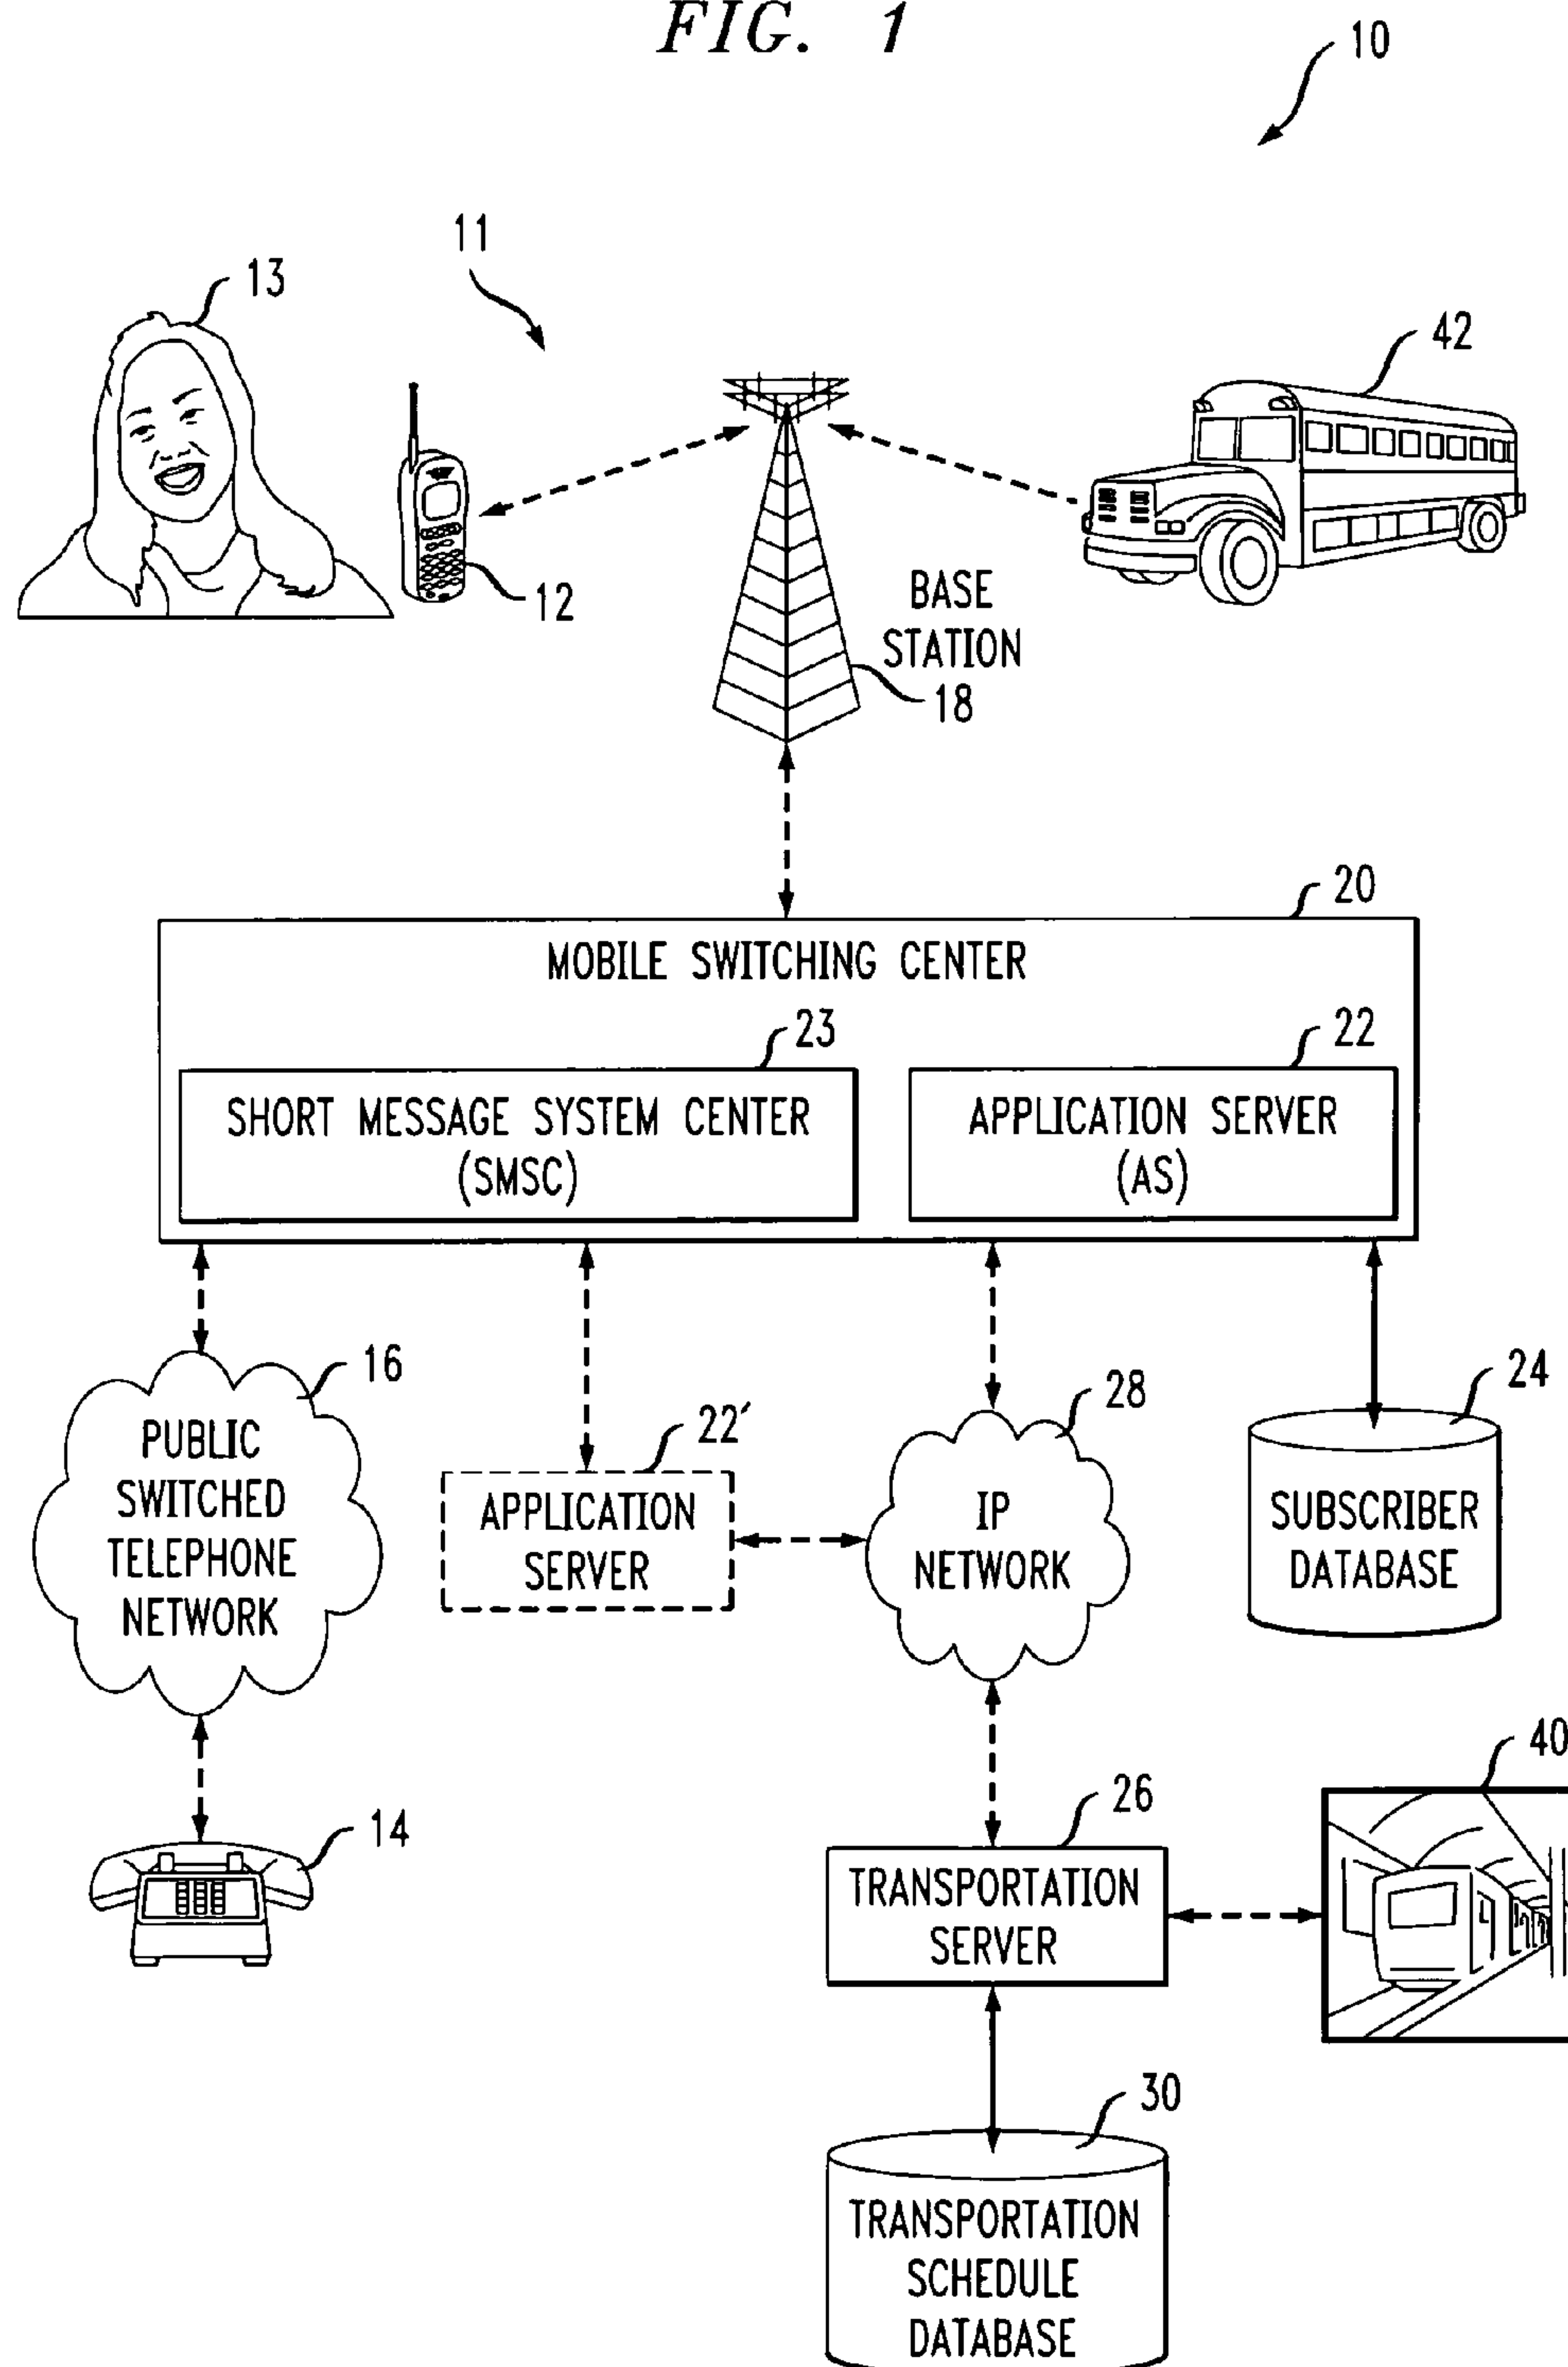 FIG. 1
10
11
13
42
12
BASE
STATION
18
20
MOBILE SWITCHING CENTER
23
22
SHORT MESSAGE SYSTEM CENTER
(SMSC)
APPLICATION SERVER
(AS)
16
PUBLIC
SWITCHED
TELEPHONE
NETWORK
22'
APPLICATION
SERVER
28
IP
NETWORK
24
SUBSCRIBER
DATABASE
14
26
TRANSPORTATION
SERVER
40
30
TRANSPORTATION
SCHEDULE
DATABASE